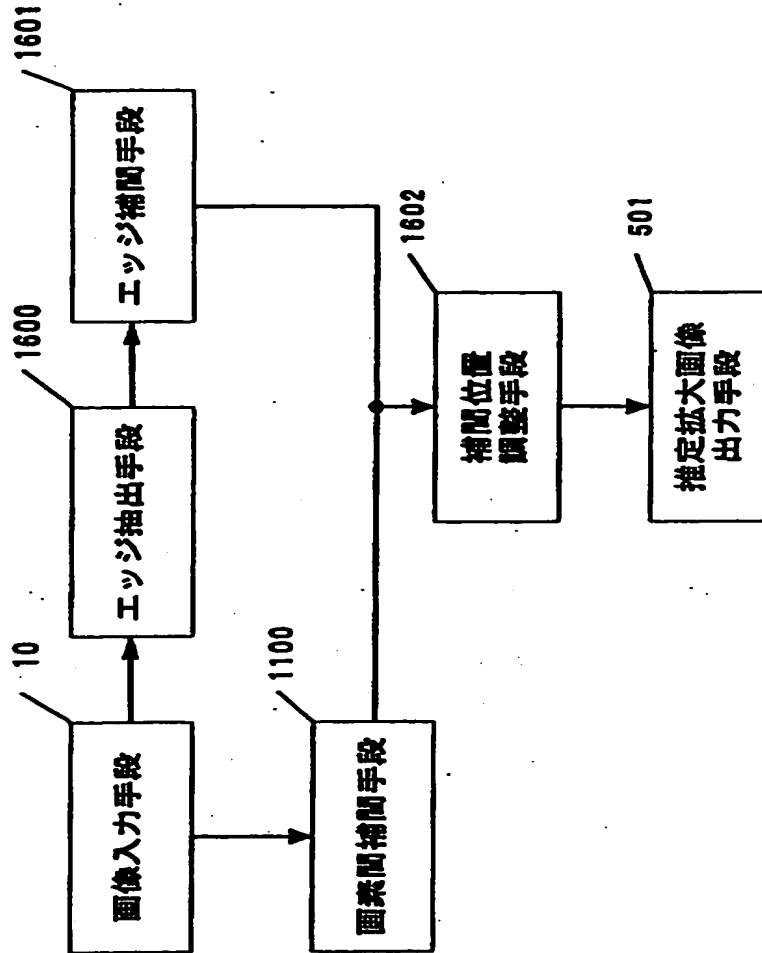 10
画像入力手段
1600
エッジ抽出手段
1601
エッジ補間手段
1100
画素間補間手段
1602
補間位置
調整手段
501
推定拡大画像
出力手段